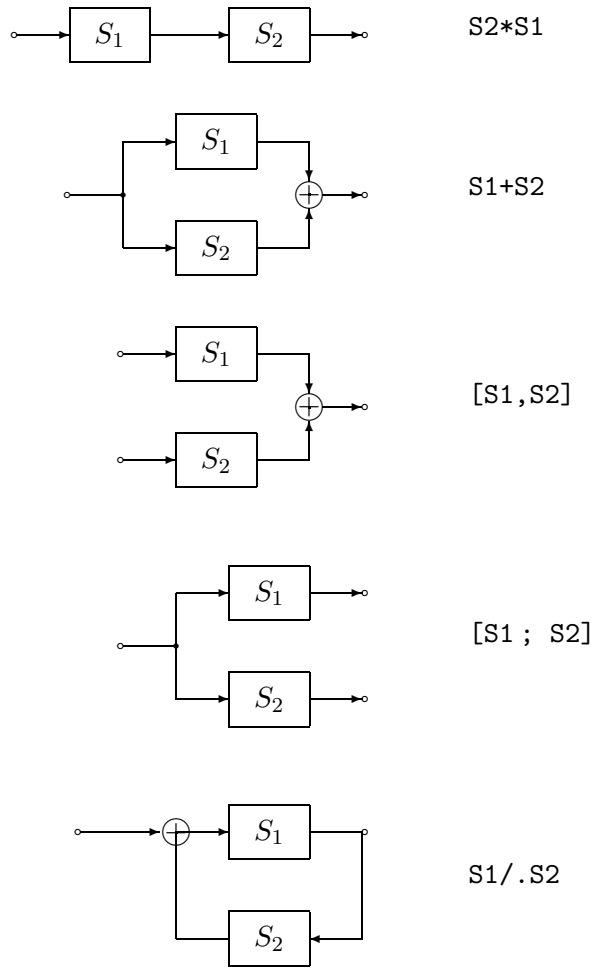 S₁ S₂ S2*S1
S₁
S1+S2
S₂
S₁
[S1,S2]
S₂
S₁
[S1 ; S2]
S₂
S₁
S1/.S2
S₂